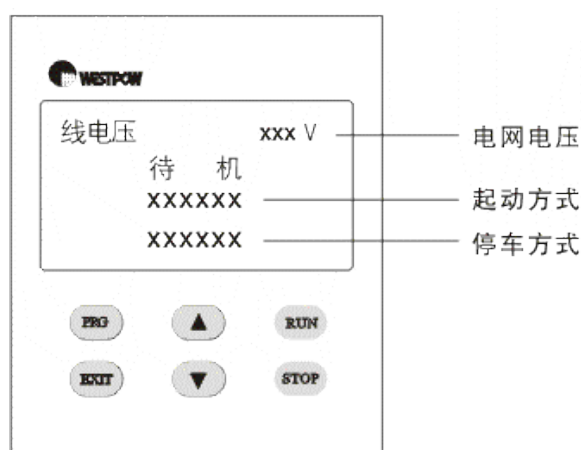 WESTPOW
线电压 xxx V 电网电压
待 机
xxxxxx 起动方式
xxxxxx 停车方式
PRG ▲ RUN
EXIT ▼ STOP